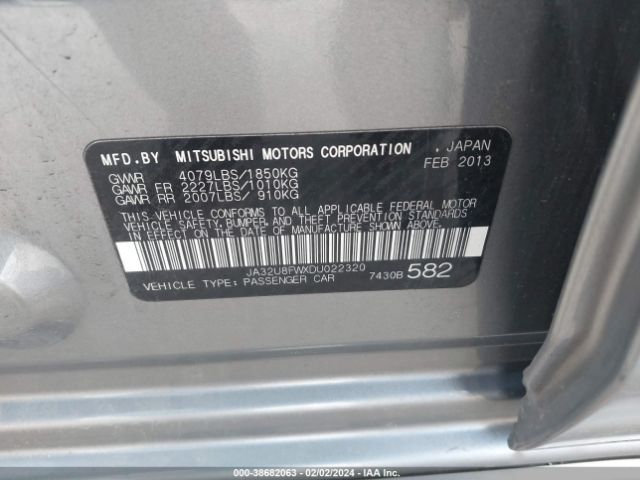 MFD.BY MITSUBISHI MOTORS CORPORATION . JAPAN
FEB 2013
GVWR 4079LBS/1850KG
GAWR FR 2227LBS/1010KG
GAWR RR 2007LBS/ 910KG
THIS VEHICLE CONFORMS TO ALL APPLICABLE FEDERAL MOTOR
VEHICLE SAFETY,BUMPER,AND THEFT PREVENTION STANDARDS
IN EFFECT ON THE DATE OF MANUFACTURE SHOWN ABOVE.
JA32U8FWXDU022320
VEHICLE TYPE: PASSENGER CAR 7430B 582
000-38682063 - 02/02/2024 - IAA Inc.